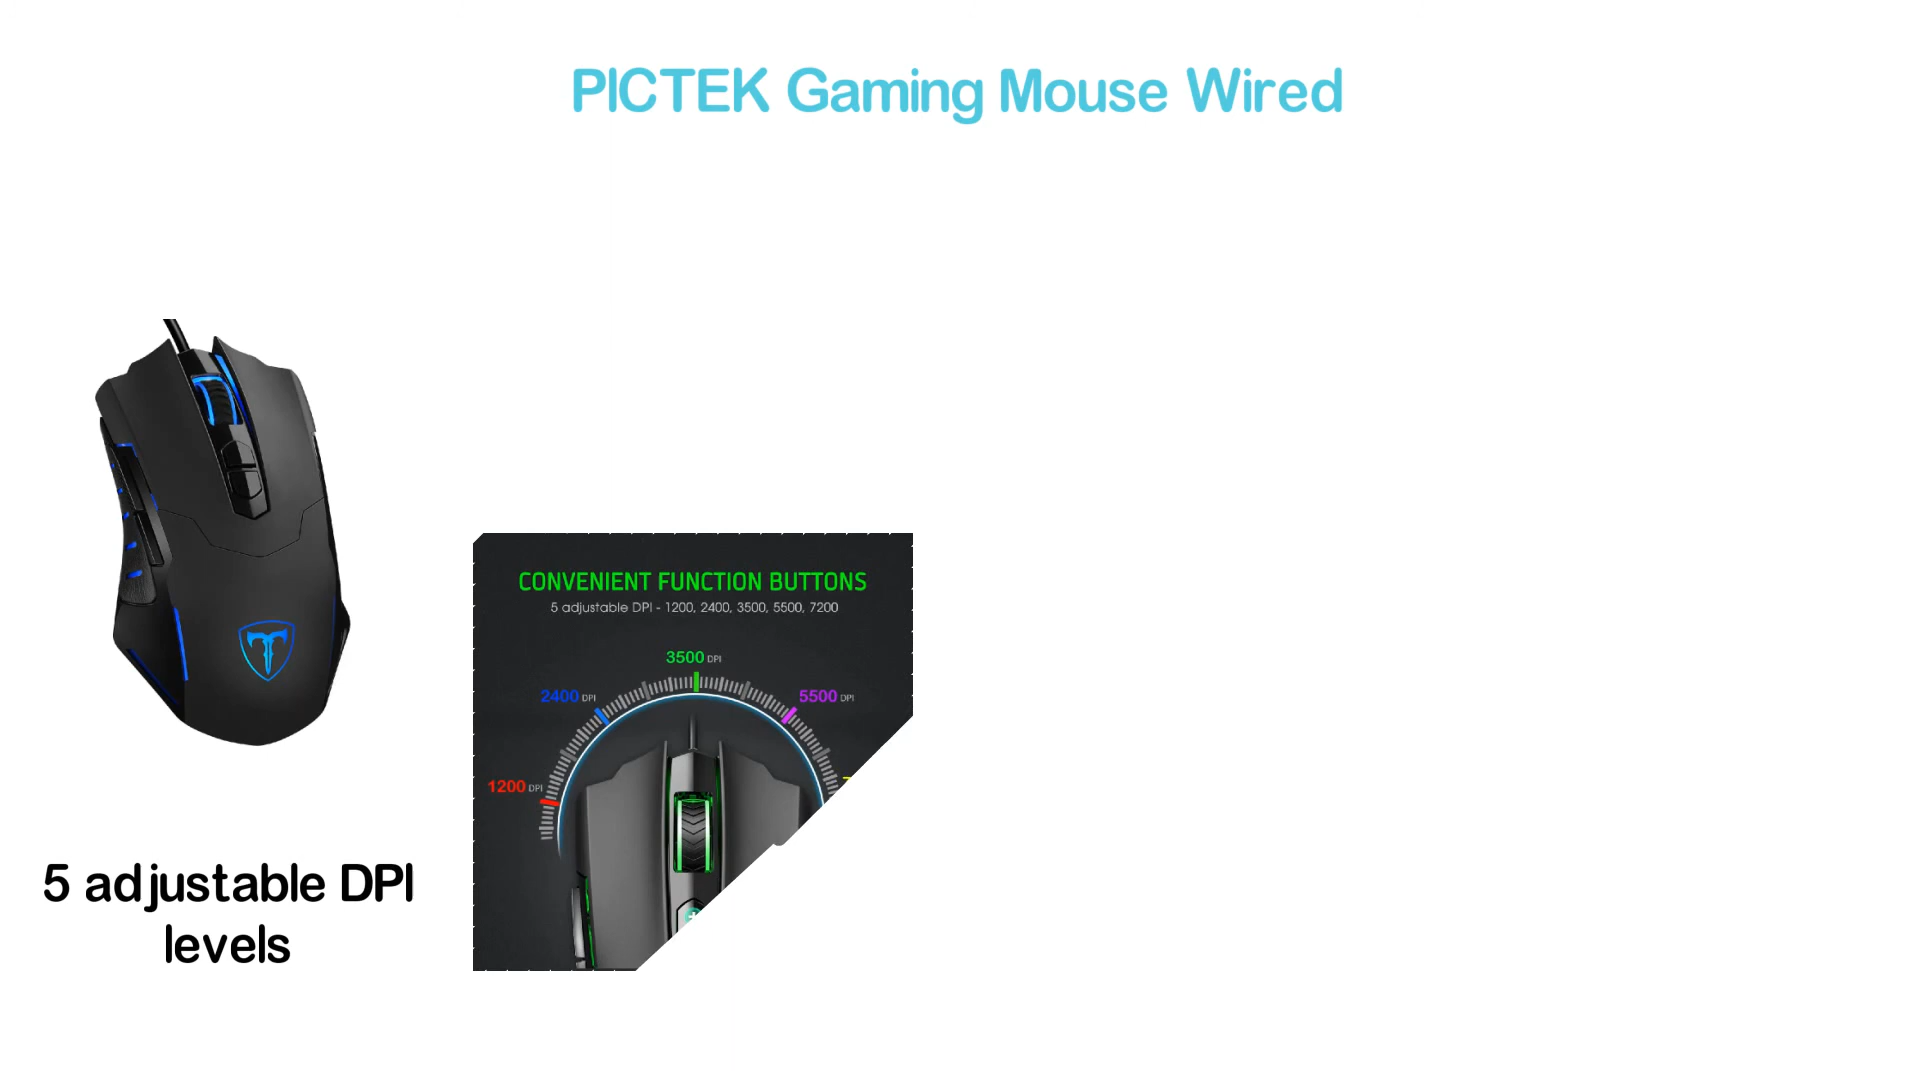 PICTEK Gaming Mouse Wired
CONVENIENT FUNCTION BUTTONS
5 adjustable DPI - 1200, 2400, 3500, 5500, 7200
3500 DPI
2400 DPI
5500 DPI
1200 DPI
5 adjustable DPI
levels